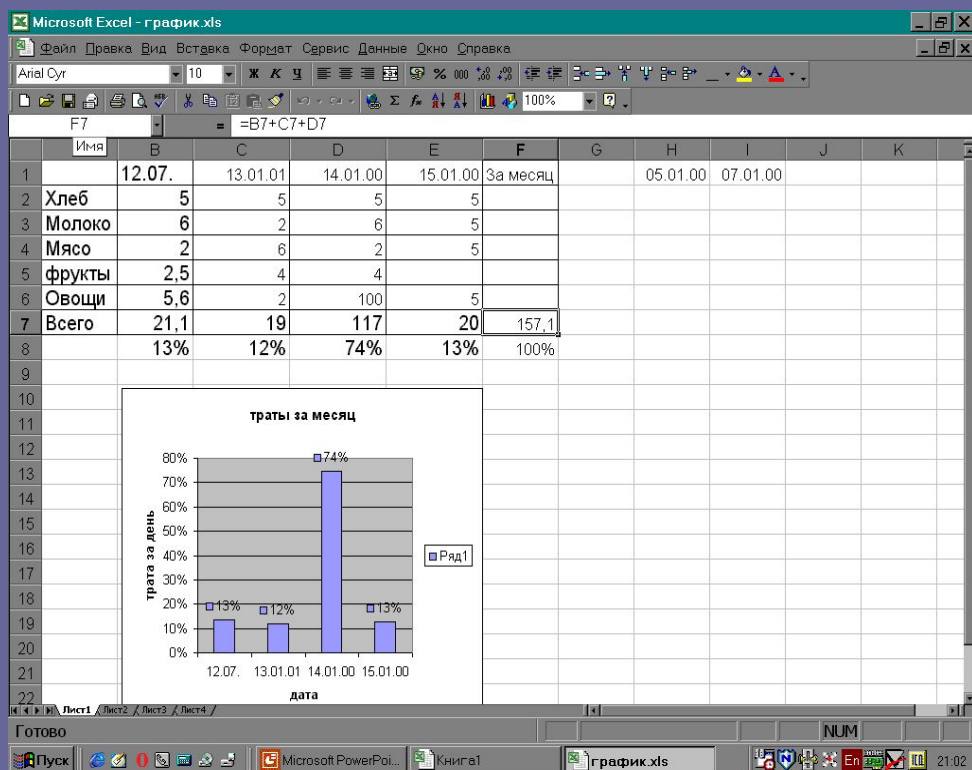 Microsoft Excel - график.xls
Файл Правка Вид Вставка Формат Сервис Данные Окно Справка
Arial Cyr 10 Ж К Ч % 000
100%
F7 = =B7+C7+D7
Имя B C D E F G H I J K
1 12.07. 13.01.01 14.01.00 15.01.00 За месяц 05.01.00 07.01.00
2 Хлеб 5 5 5 5
3 Молоко 6 2 6 5
4 Мясо 2 6 2 5
5 фрукты 2,5 4 4
6 Овощи 5,6 2 100 5
7 Всего 21,1 19 117 20 157,1
8 13% 12% 74% 13% 100%
9
10
11
12
13
14
15
16
17
18
19
20
21
22
траты за месяц
трата за день
80%
70%
60%
50%
40%
30%
20%
10%
0%
13% 12% 74% 13%
Ряд1
12.07. 13.01.01 14.01.00 15.01.00
дата
Лист1 Лист2 Лист3 Лист4
Готово NUM
Пуск Microsoft PowerPoi... Книга1 график.xls En 21:02